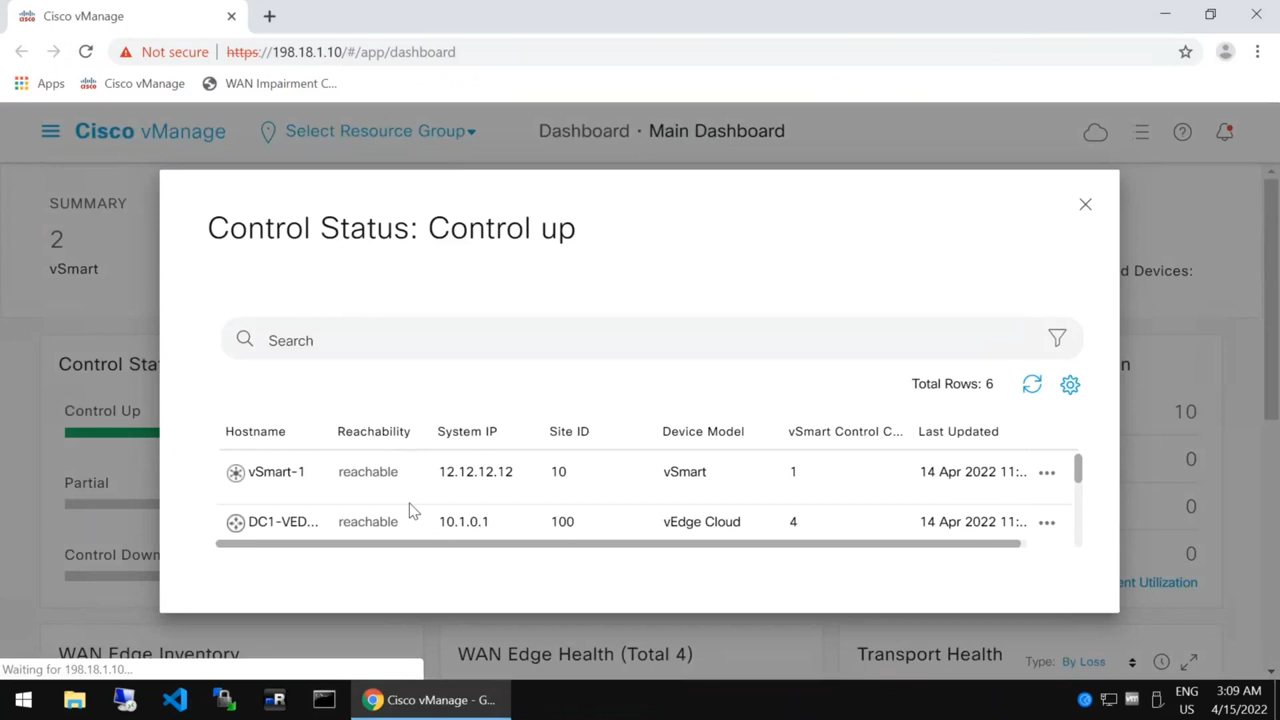 Cisco vManage
Not secure https://198.18.1.10/#/app/dashboard
Apps Cisco vManage WAN Impairment C...
Cisco vManage Select Resource Group Dashboard · Main Dashboard
SUMMARY
2
vSmart
d Devices:
Control Status: Control up
Search
Total Rows: 6
Hostname Reachability System IP Site ID Device Model vSmart Control C... Last Updated
vSmart-1 reachable 12.12.12.12 10 vSmart 1 14 Apr 2022 11:.. •••
DC1-VED... reachable 10.1.0.1 100 vEdge Cloud 4 14 Apr 2022 11:.. •••
Control Sta
n
Control Up
10
Partial
0
0
Control Down
0
ent Utilization
WAN Edge Inventory WAN Edge Health (Total 4) Transport Health Type: By Loss
Waiting for 198.18.1.10...
Cisco vManage - G...
ENG
US
3:09 AM
4/15/2022